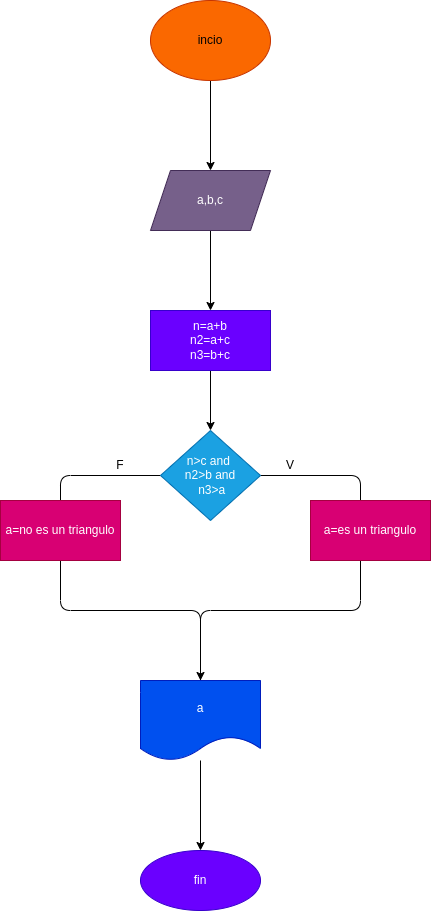 incio
a,b,c
n=a+b
n2=a+c
n3=b+c
n>c and
n2>b and
n3>a
F
V
a=no es un triangulo
a=es un triangulo
a
fin